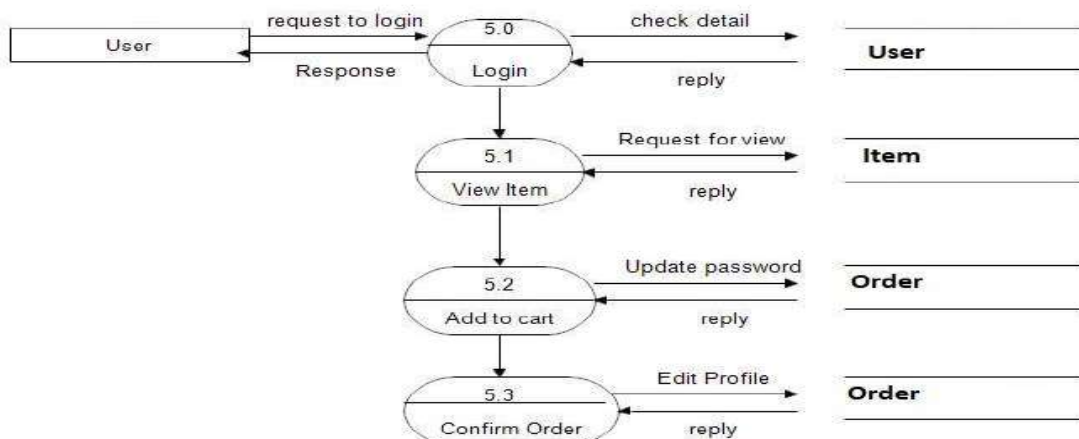 request to login
5.0
check detail
User
User
Response
Login
reply
5.1
Request for view
Item
View Item
reply
5.2
Update password
Order
Add to cart
reply
5.3
Edit Profile
Order
Confirm Order
reply